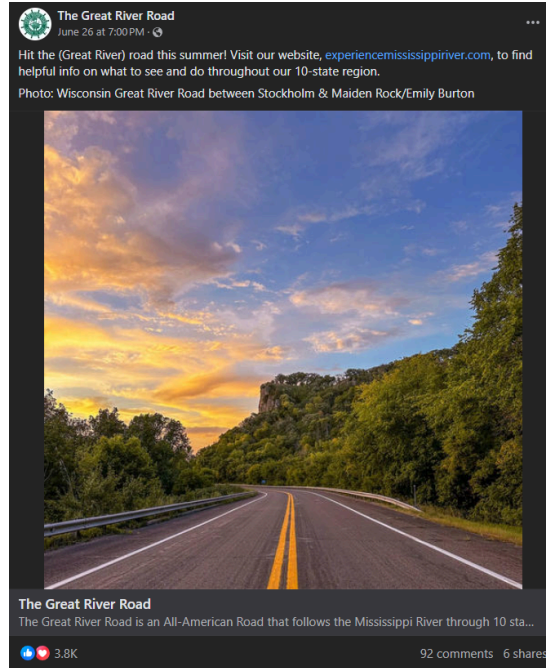 The Great River Road
June 26 at 7:00 PM ·
Hit the (Great River) road this summer! Visit our website, experiencemississippiriver.com, to find
helpful info on what to see and do throughout our 10-state region.
Photo: Wisconsin Great River Road between Stockholm & Maiden Rock/Emily Burton
The Great River Road
The Great River Road is an All-American Road that follows the Mississippi River through 10 sta...
3.8K 92 comments 6 shares